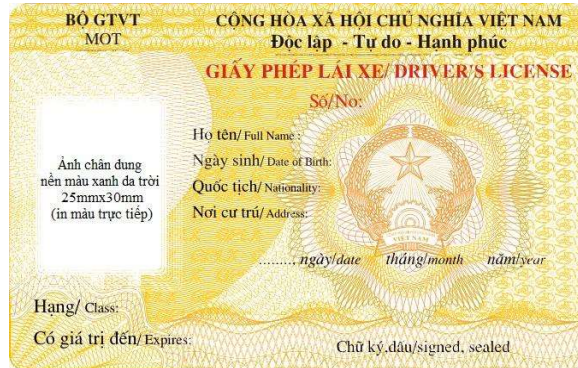 BỘ GTVT
MOT
CỘNG HÒA XÃ HỘI CHỦ NGHĨA VIỆT NAM
Độc lập - Tự do - Hạnh phúc
GIẤY PHÉP LÁI XE/ DRIVER'S LICENSE
Số/No:
Ảnh chân dung
nền màu xanh da trời
25mmx30mm
(in màu trực tiếp)
Họ tên/ Full Name :
Ngày sinh/ Date of Birth:
Quốc tịch/ Nationality:
Nơi cư trú/ Address:
VIỆT NAM
......... ngày/date tháng/month năm/year
Hạng/ Class:
Có giá trị đến/ Expires:
Chữ ký,dấu/signed, sealed